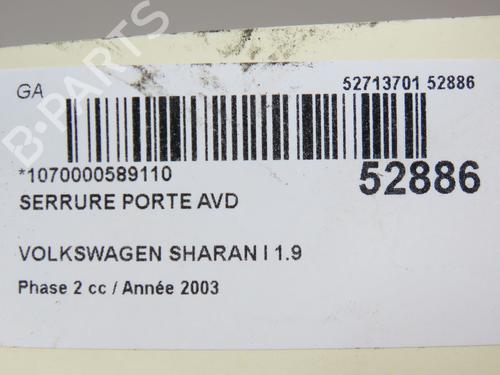 GA
52713701 52886
*1070000589110
52886
SERRURE PORTE AVD
VOLKSWAGEN SHARAN I 1.9
Phase 2 cc / Année 2003
B-PARTS